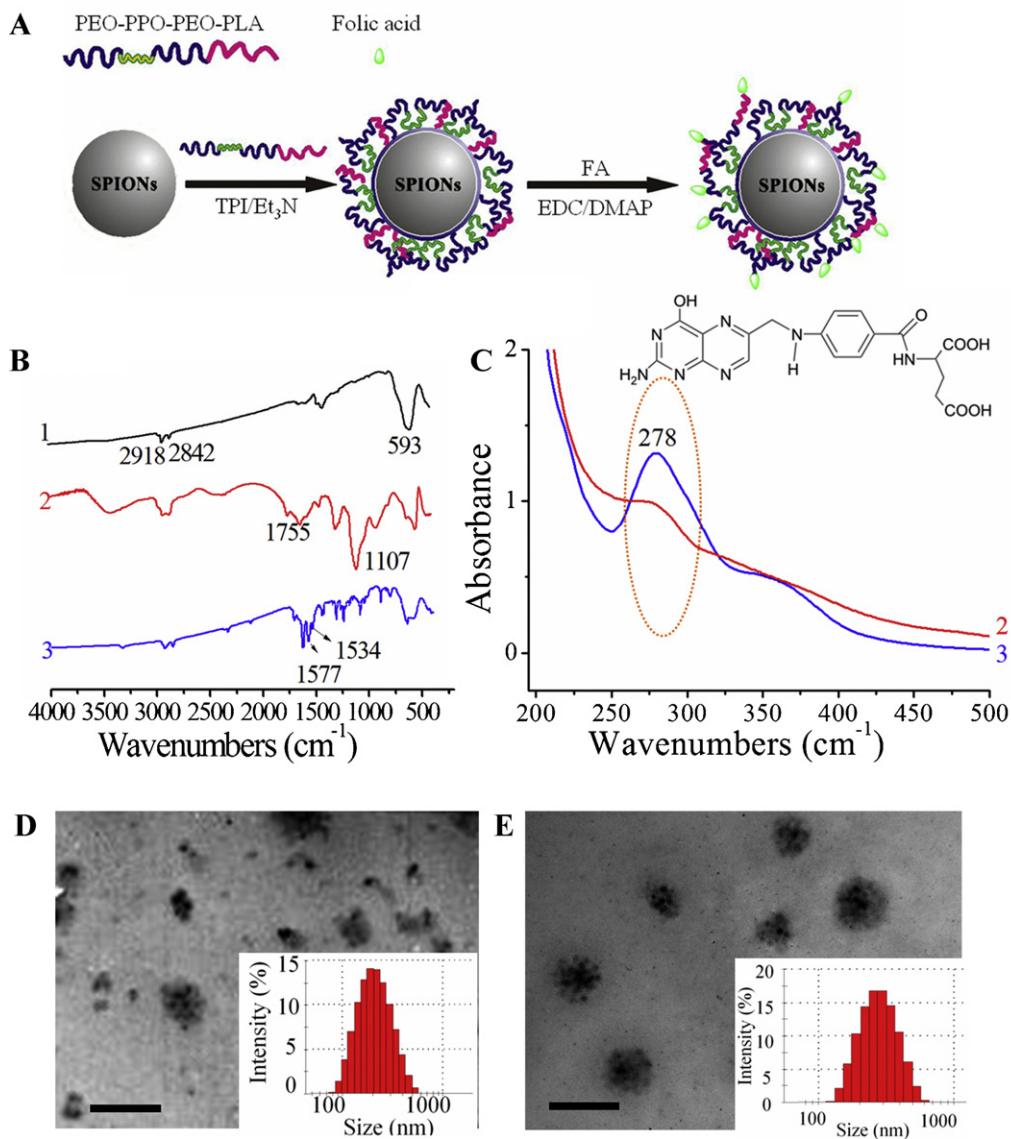 A
PEO-PPO-PEO-PLA
Folic acid
SPIONs
TPI/Et₃N
SPIONs
FA
EDC/DMAP
SPIONs
B
1
2918 2842
593
2
1755
1107
3
1534
1577
4000 3500 3000 2500 2000 1500 1000 500
Wavenumbers (cm⁻¹)
C
OH
N
N
H₂N
N
N
N
H
O
N
H
COOH
COOH
2
1
0
Absorbance
278
2
3
200 250 300 350 400 450 500
Wavenumbers (cm⁻¹)
D
15
10
5
0
Intensity (%)
100 1000
Size (nm)
E
20
15
10
5
0
Intensity (%)
100 1000
Size (nm)